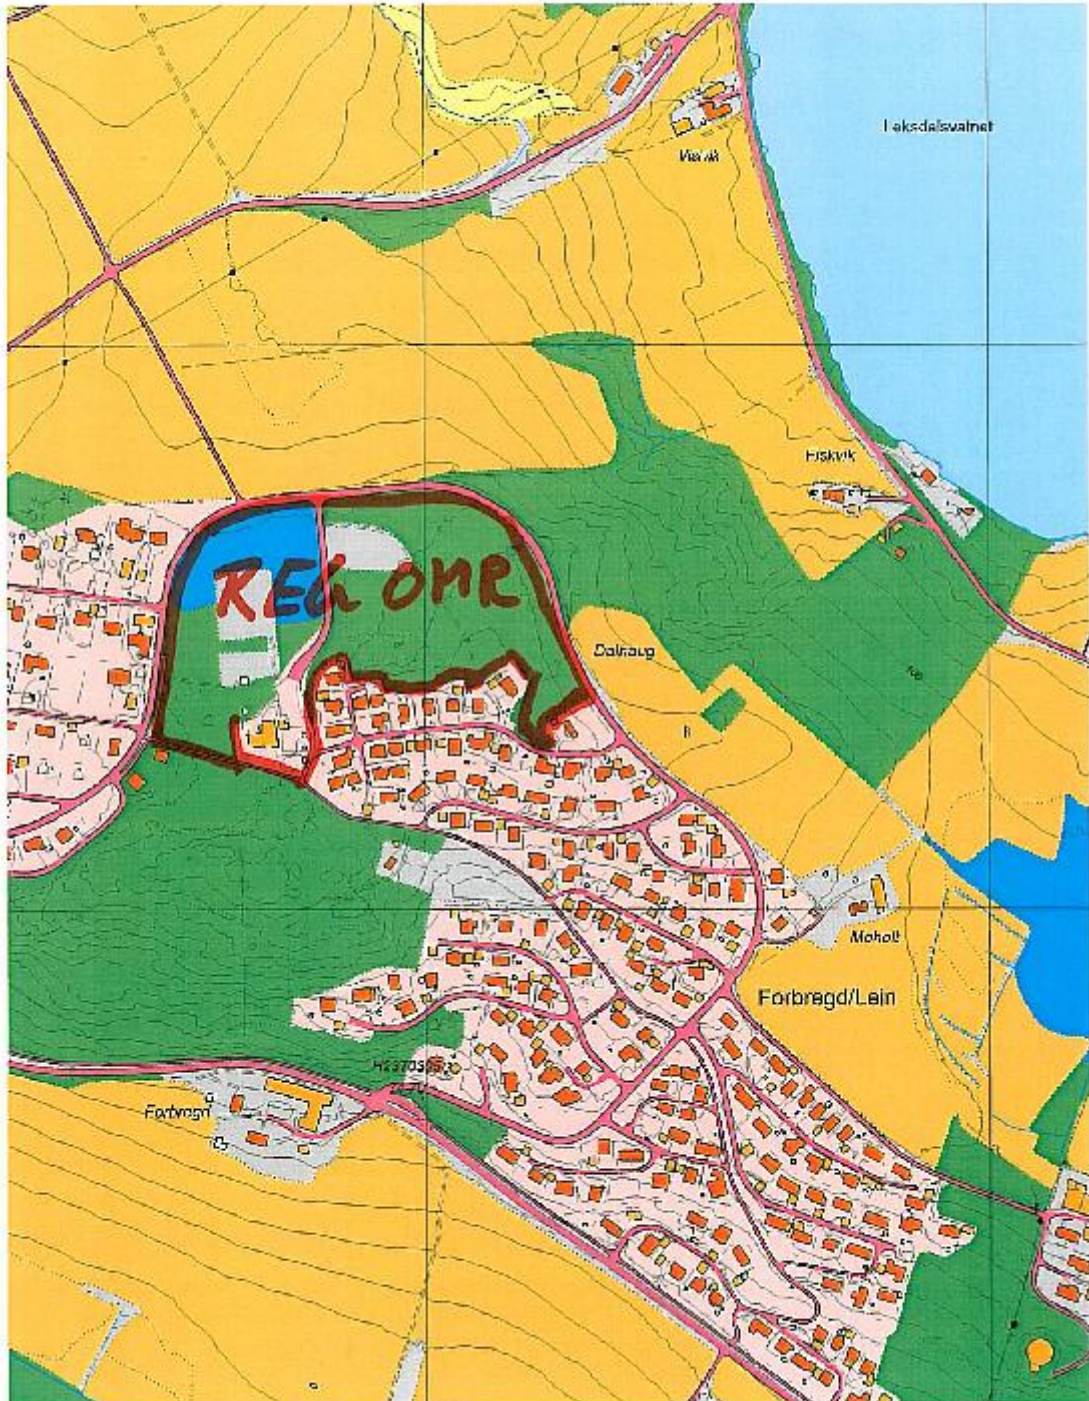 Leksdalsvatnet
Fiskvik
REG OMR
Dalhaug
Moholt
Forbregd/Lein
Forbregd